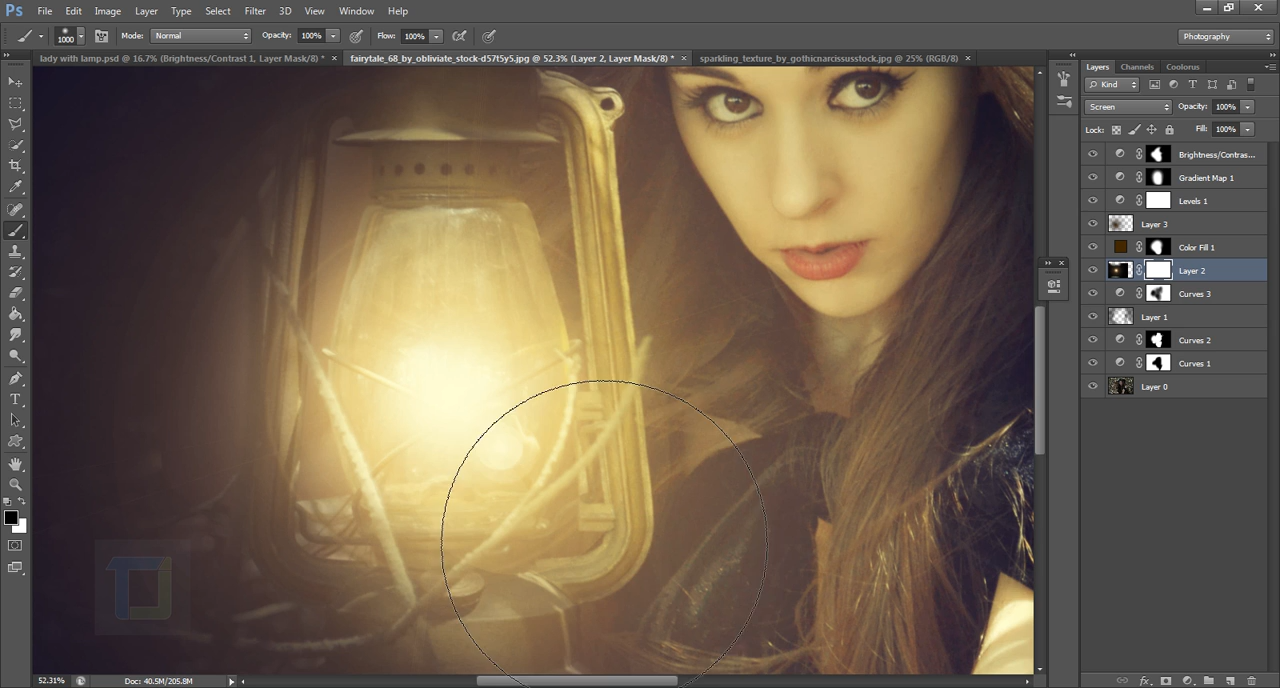 Ps File Edit Image Layer Type Select Filter 3D View Window Help
1000 Mode: Normal Opacity: 100% Flow: 100% Photography
lady with lamp.psd @ 16.7% (Brightness/Contrast 1, Layer Mask/8) * × fairytale_68_by_obliviate_stock-d57t5y5.jpg @ 52.3% (Layer 2, Layer Mask/8) * × sparkling_texture_by_gothicnarcissusstock.jpg @ 25% (RGB/8) ×
Layers Channels Coolorus
Kind
Screen Opacity: 100%
Lock: Fill: 100%
Brightness/Contras...
Gradient Map 1
Levels 1
Layer 3
Color Fill 1
Layer 2
Curves 3
Layer 1
Curves 2
Curves 1
Layer 0
TJ
52.31% Doc: 40.5M/205.8M
fx